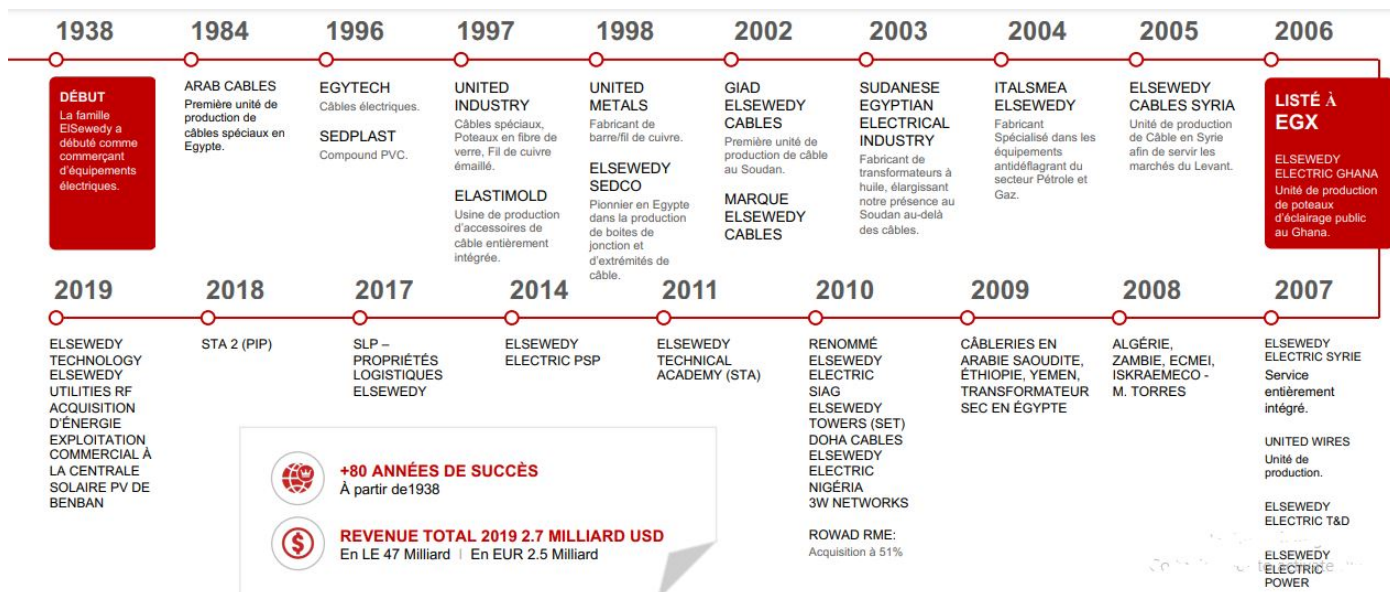 1938
1984
1996
1997
1998
2002
2003
2004
2005
2006
DÉBUT
La famille
ElSewedy a
débuté comme
commerçant
d'équipements
électriques.
ARAB CABLES
Première unité de
production de
câbles spéciaux en
Egypte.
EGYTECH
Câbles électriques.
SEDPLAST
Compound PVC.
UNITED
INDUSTRY
Câbles spéciaux,
Poteaux en fibre de
verre, Fil de cuivre
émaillé.
ELASTIMOLD
Usine de production
d'accessoires de
câble entièrement
intégrée.
UNITED
METALS
Fabricant de
barre/fil de cuivre.
ELSEWEDY
SEDCO
Pionnier en Egypte
dans la production
de boites de
jonction et
d'extrémités de
câble.
GIAD
ELSEWEDY
CABLES
Première unité de
production de câble
au Soudan.
MARQUE
ELSEWEDY
CABLES
SUDANESE
EGYPTIAN
ELECTRICAL
INDUSTRY
Fabricant de
transformateurs à
huile, élargissant
notre présence au
Soudan au-delà
des câbles.
ITALSMEA
ELSEWEDY
Fabricant
Spécialisé dans les
équipements
antidéflagrant du
secteur Pétrole et
Gaz.
ELSEWEDY
CABLES SYRIA
Unité de production
de Câble en Syrie
afin de servir les
marchés du Levant.
LISTÉ À
EGX
ELSEWEDY
ELECTRIC GHANA
Unité de production
de poteaux
d'éclairage public
au Ghana.
2019
2018
2017
2014
2011
2010
2009
2008
2007
ELSEWEDY
TECHNOLOGY
ELSEWEDY
UTILITIES RF
ACQUISITION
D'ÉNERGIE
EXPLOITATION
COMMERCIAL À
LA CENTRALE
SOLAIRE PV DE
BENBAN
STA 2 (PIP)
SLP –
PROPRIÉTÉS
LOGISTIQUES
ELSEWEDY
ELSEWEDY
ELECTRIC PSP
ELSEWEDY
TECHNICAL
ACADEMY (STA)
RENOMMÉ
ELSEWEDY
ELECTRIC
SIAG
ELSEWEDY
TOWERS (SET)
DOHA CABLES
ELSEWEDY
ELECTRIC
NIGÉRIA
3W NETWORKS
ROWAD RME:
Acquisition à 51%
CÂBLERIES EN
ARABIE SAOUDITE,
ÉTHIOPIE, YEMEN,
TRANSFORMATEUR
SEC EN ÉGYPTE
ALGÉRIE,
ZAMBIE, ECMEI,
ISKRAEMECO -
M. TORRES
ELSEWEDY
ELECTRIC SYRIE
Service
entièrement
intégré.
UNITED WIRES
Unité de
production.
ELSEWEDY
ELECTRIC T&D
ELSEWEDY
ELECTRIC
POWER
+80 ANNÉES DE SUCCÈS
À partir de1938
REVENUE TOTAL 2019 2.7 MILLIARD USD
En LE 47 Milliard | En EUR 2.5 Milliard